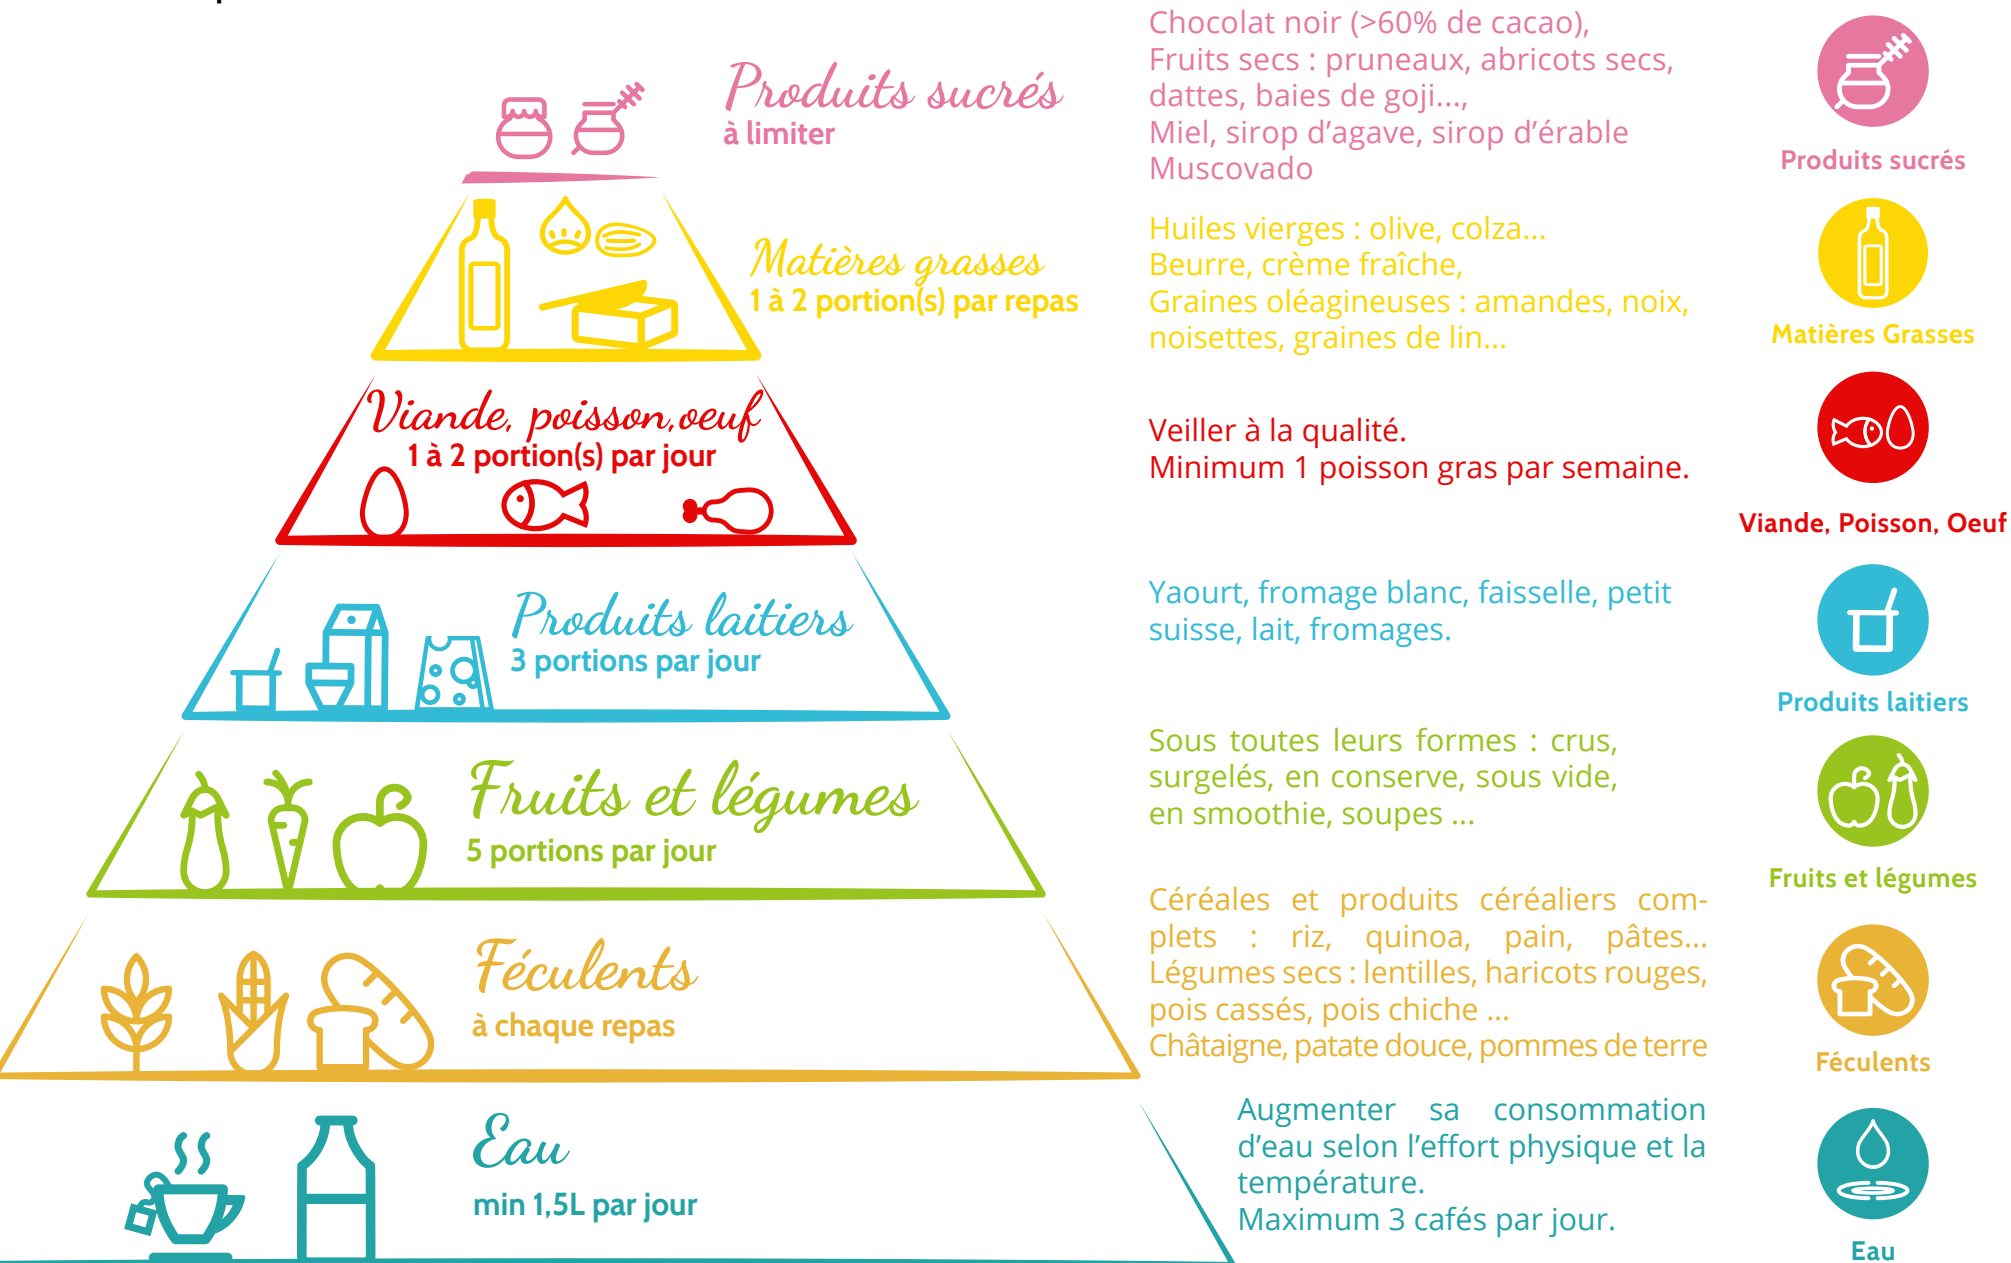 Produits sucrés
à limiter
Chocolat noir (>60% de cacao),
Fruits secs : pruneaux, abricots secs,
dattes, baies de goji...,
Miel, sirop d’agave, sirop d’érable
Muscovado
Produits sucrés
Matières grasses
1 à 2 portion(s) par repas
Huiles vierges : olive, colza...
Beurre, crème fraîche,
Graines oléagineuses : amandes, noix,
noisettes, graines de lin...
Matières Grasses
Viande, poisson,oeuf
1 à 2 portion(s) par jour
Veiller à la qualité.
Minimum 1 poisson gras par semaine.
Viande, Poisson, Oeuf
Produits laitiers
3 portions par jour
Yaourt, fromage blanc, faisselle, petit
suisse, lait, fromages.
Produits laitiers
Fruits et légumes
5 portions par jour
Sous toutes leurs formes : crus,
surgelés, en conserve, sous vide,
en smoothie, soupes ...
Fruits et légumes
Féculents
à chaque repas
Céréales et produits céréaliers com-
plets : riz, quinoa, pain, pâtes...
Légumes secs : lentilles, haricots rouges,
pois cassés, pois chiche ...
Châtaigne, patate douce, pommes de terre
Féculents
Eau
min 1,5L par jour
Augmenter sa consommation
d’eau selon l’effort physique et la
température.
Maximum 3 cafés par jour.
Eau